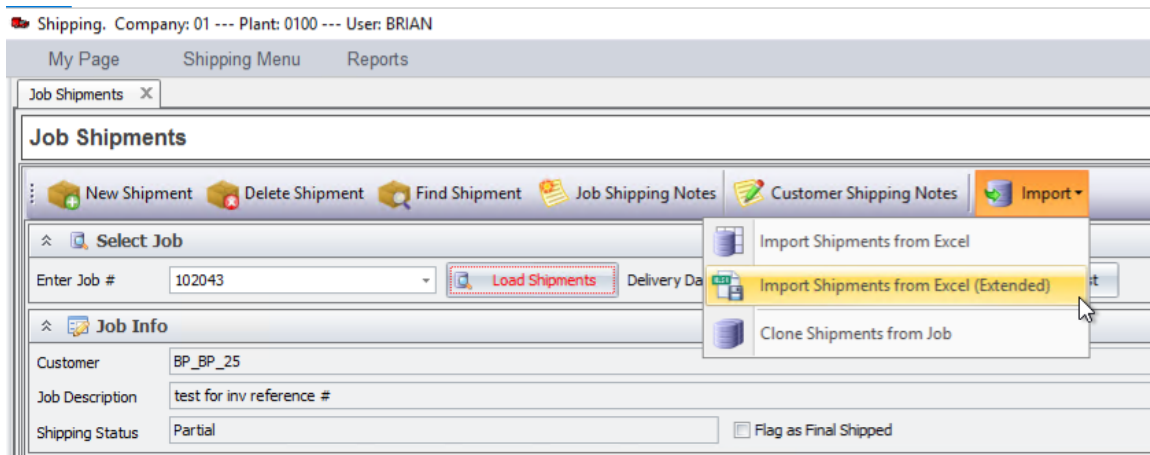 Shipping. Company: 01 --- Plant: 0100 --- User: BRIAN
My Page Shipping Menu Reports
Job Shipments X
Job Shipments
New Shipment Delete Shipment Find Shipment Job Shipping Notes Customer Shipping Notes Import
Select Job
Import Shipments from Excel
Enter Job # 102043 Load Shipments Delivery Da
Import Shipments from Excel (Extended)
Job Info
Clone Shipments from Job
Customer BP_BP_25
Job Description test for inv reference #
Shipping Status Partial Flag as Final Shipped